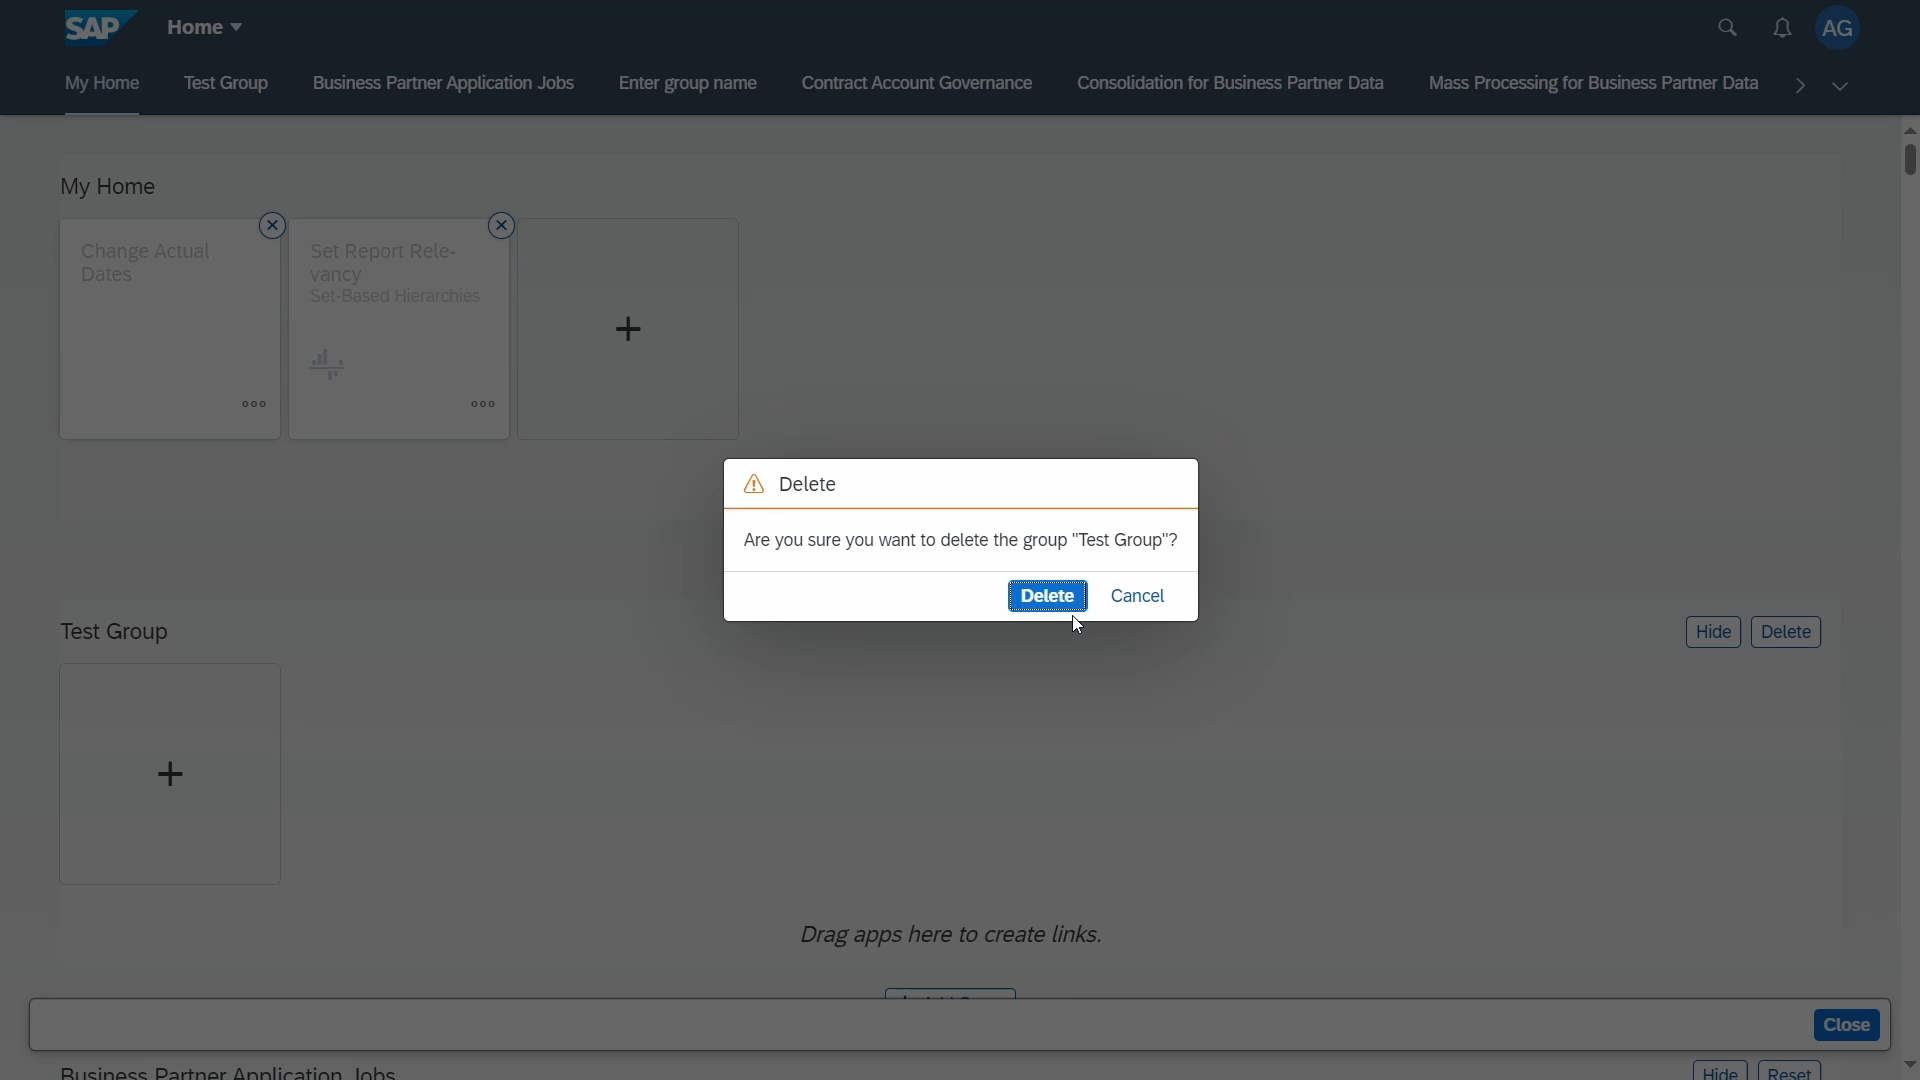 SAP
Home
AG
My Home
Test Group
Business Partner Application Jobs
Enter group name
Contract Account Governance
Consolidation for Business Partner Data
Mass Processing for Business Partner Data
My Home
Change Actual
Dates
Set Report Rele-
vancy
Set-Based Hierarchies
Delete
Are you sure you want to delete the group "Test Group"?
Delete
Cancel
Test Group
Hide
Delete
Drag apps here to create links.
Close
Business Partner Application Jobs
Hide
Reset